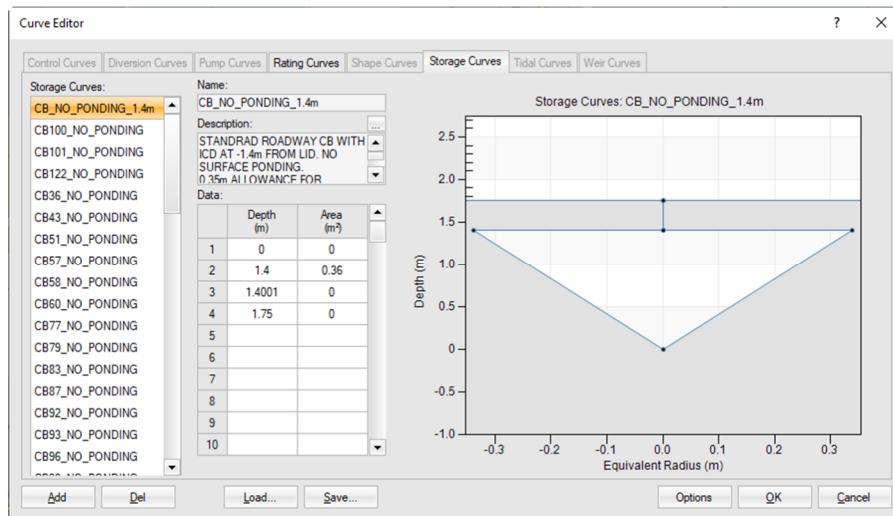 Curve Editor
? ×
Control Curves Diversion Curves Pump Curves Rating Curves Shape Curves Storage Curves Tidal Curves Weir Curves
Storage Curves:
CB_NO_PONDING_1.4m
CB100_NO_PONDING
CB101_NO_PONDING
CB122_NO_PONDING
CB36_NO_PONDING
CB43_NO_PONDING
CB51_NO_PONDING
CB57_NO_PONDING
CB58_NO_PONDING
CB60_NO_PONDING
CB77_NO_PONDING
CB79_NO_PONDING
CB83_NO_PONDING
CB87_NO_PONDING
CB92_NO_PONDING
CB93_NO_PONDING
CB96_NO_PONDING
Name:
CB_NO_PONDING_1.4m
Description:
...
STANDRAD ROADWAY CB WITH
ICD AT -1.4m FROM LID. NO
SURFACE PONDING.
0.35m ALLOWANCE FOR
Data:
Depth (m) Area (m²)
1 0 0
2 1.4 0.36
3 1.4001 0
4 1.75 0
5
6
7
8
9
10
Storage Curves: CB_NO_PONDING_1.4m
Depth (m)
2.5
2.0
1.5
1.0
0.5
0
-0.5
-1.0
-0.3 -0.2 -0.1 0.0 0.1 0.2 0.3
Equivalent Radius (m)
Add Del Load... Save... Options OK Cancel